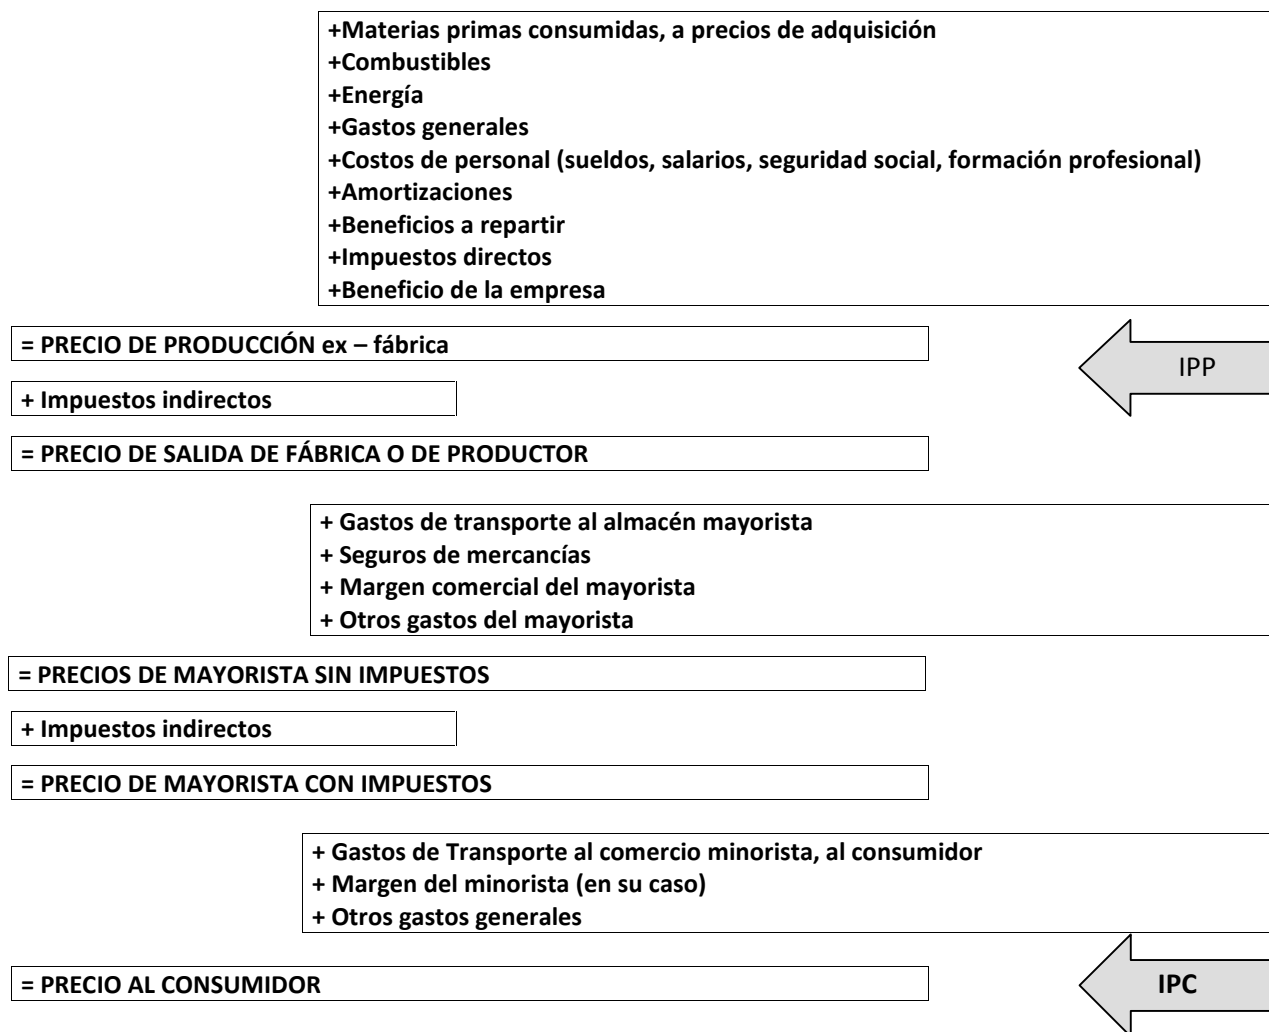 +Materias primas consumidas, a precios de adquisición
+Combustibles
+Energía
+Gastos generales
+Costos de personal (sueldos, salarios, seguridad social, formación profesional)
+Amortizaciones
+Beneficios a repartir
+Impuestos directos
+Beneficio de la empresa
= PRECIO DE PRODUCCIÓN ex – fábrica
IPP
+ Impuestos indirectos
= PRECIO DE SALIDA DE FÁBRICA O DE PRODUCTOR
+ Gastos de transporte al almacén mayorista
+ Seguros de mercancías
+ Margen comercial del mayorista
+ Otros gastos del mayorista
= PRECIOS DE MAYORISTA SIN IMPUESTOS
+ Impuestos indirectos
= PRECIO DE MAYORISTA CON IMPUESTOS
+ Gastos de Transporte al comercio minorista, al consumidor
+ Margen del minorista (en su caso)
+ Otros gastos generales
= PRECIO AL CONSUMIDOR
IPC